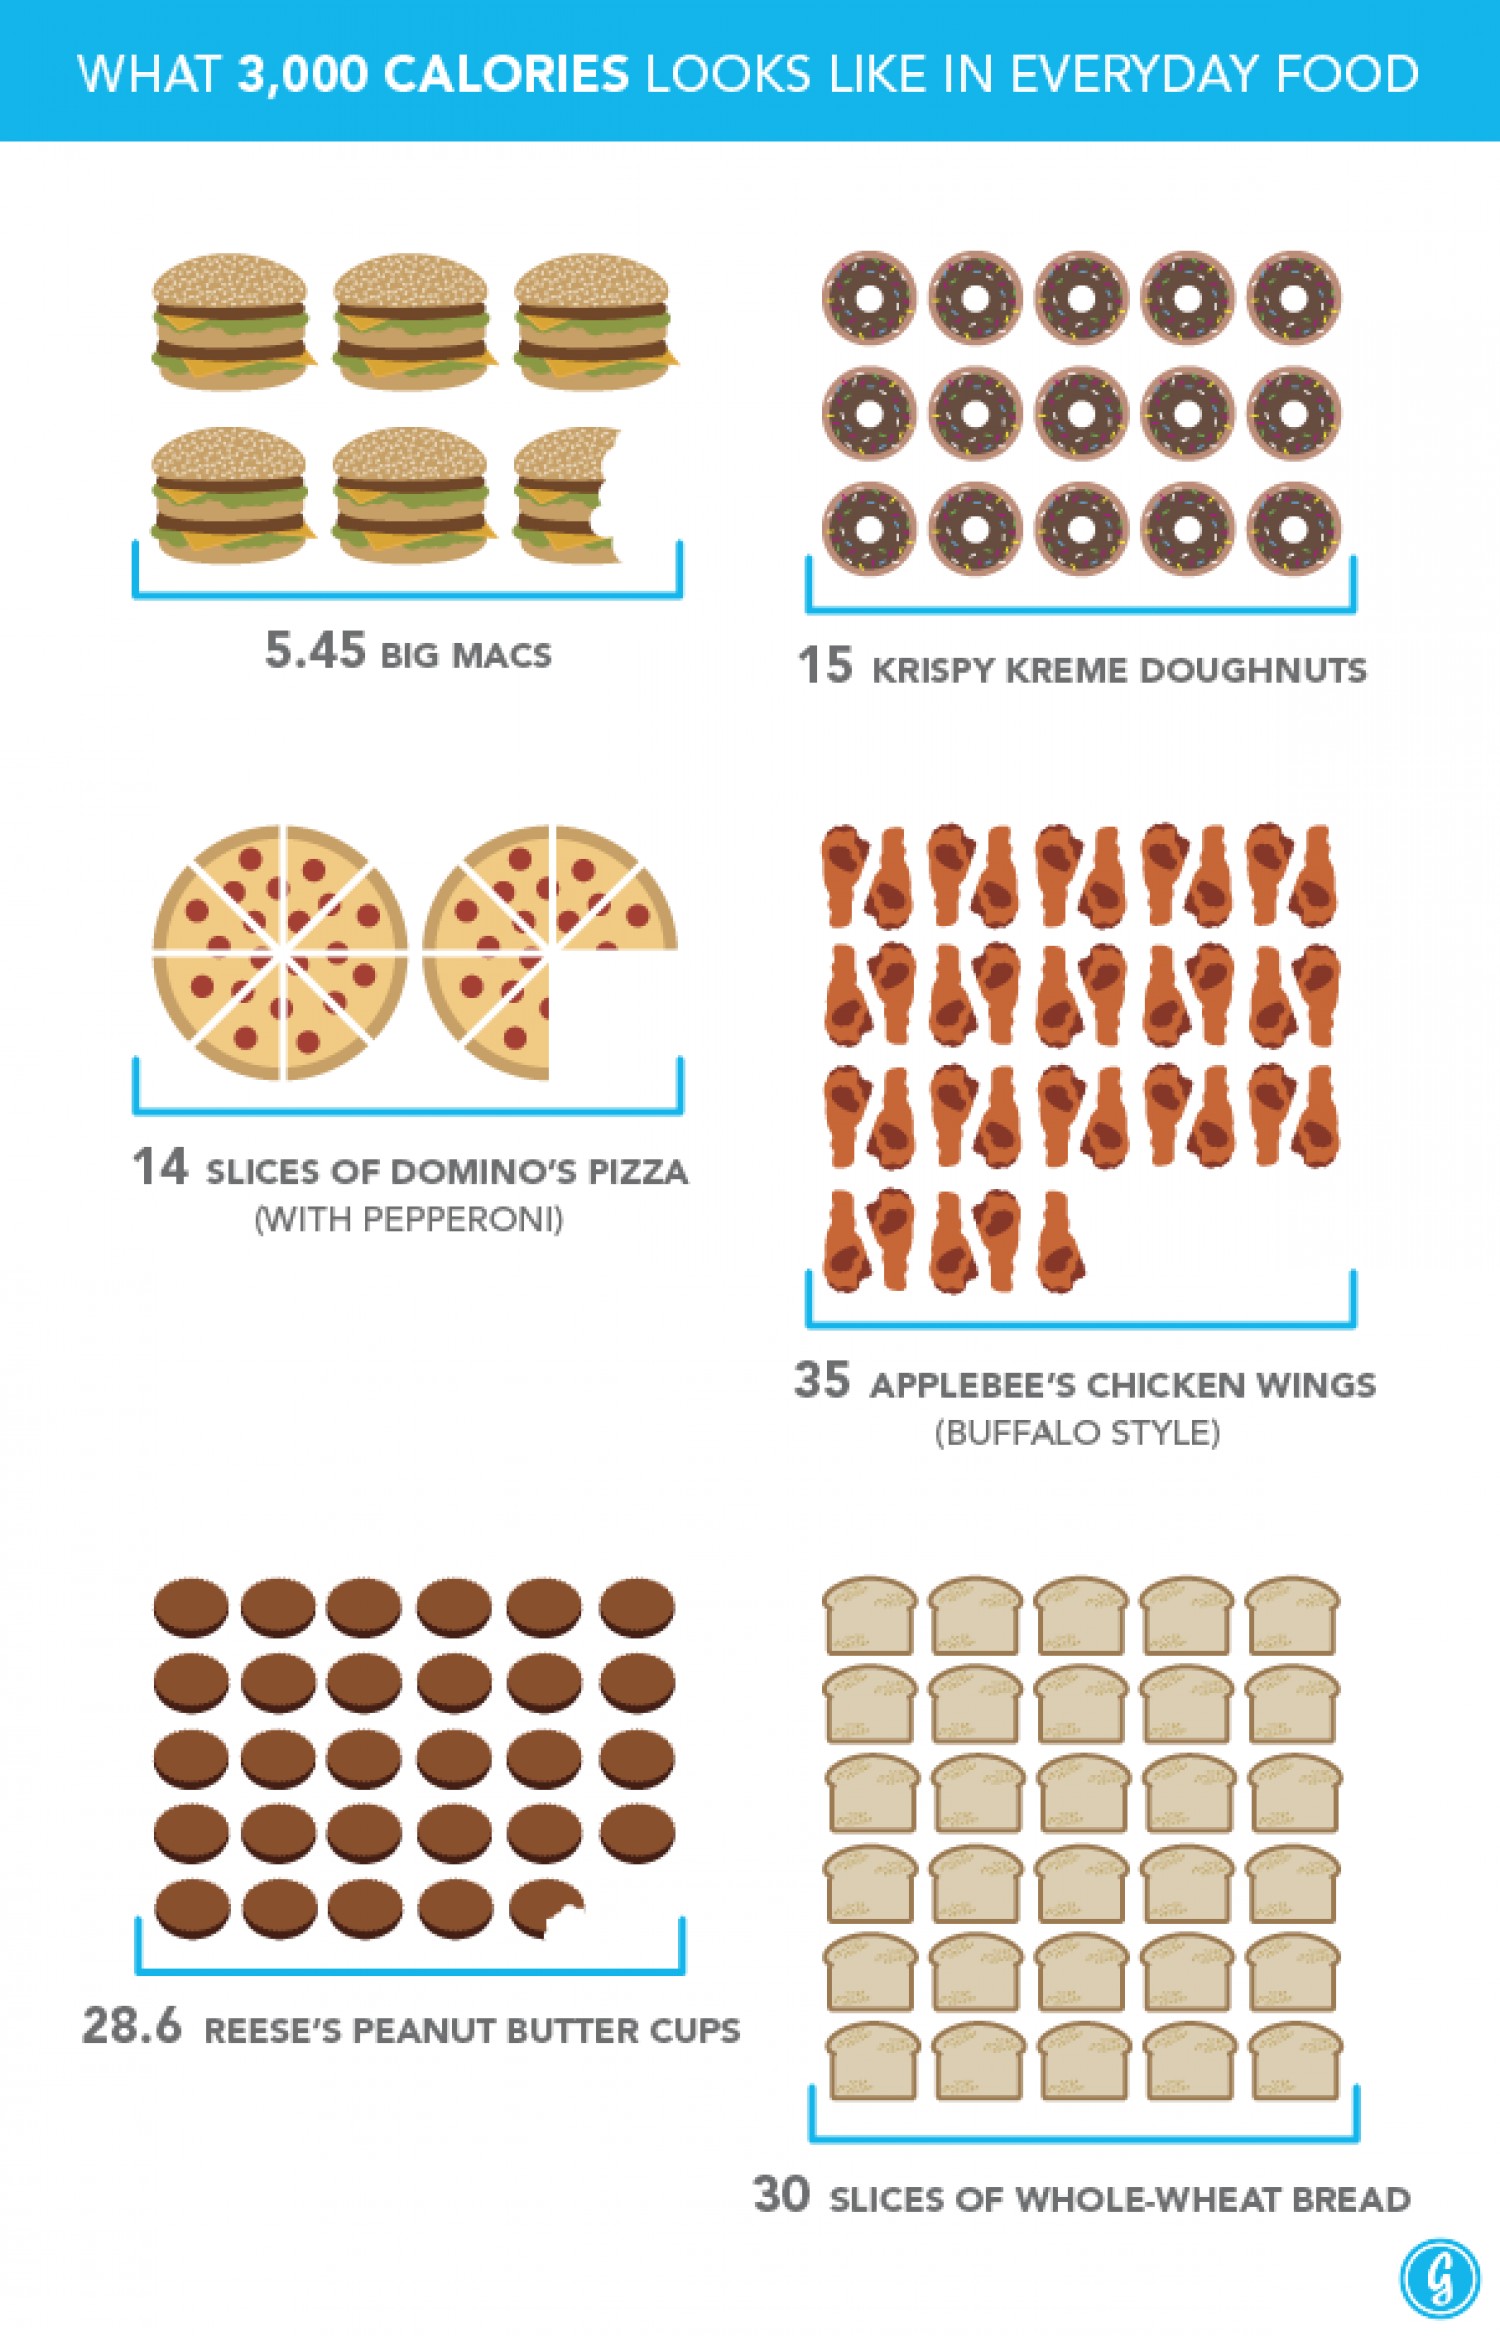 WHAT 3,000 CALORIES LOOKS LIKE IN EVERYDAY FOOD
5.45 BIG MACS
15 KRISPY KREME DOUGHNUTS
14 SLICES OF DOMINO'S PIZZA
(WITH PEPPERONI)
35 APPLEBEE'S CHICKEN WINGS
(BUFFALO STYLE)
28.6 REESE'S PEANUT BUTTER CUPS
30 SLICES OF WHOLE-WHEAT BREAD
G